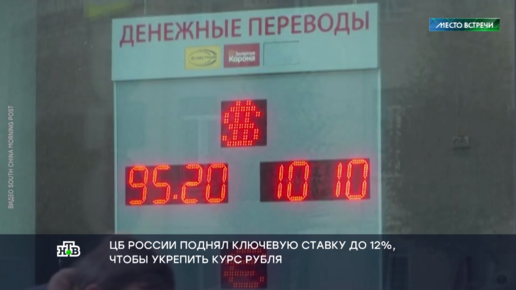 МЕСТО ВСТРЕЧИ
ДЕНЕЖНЫЕ ПЕРЕВОДЫ
Корона
95.20 10 10
ВИДЕО SOUTH CHINA MORNING POST
НТВ
ЦБ РОССИИ ПОДНЯЛ КЛЮЧЕВУЮ СТАВКУ ДО 12%,
ЧТОБЫ УКРЕПИТЬ КУРС РУБЛЯ